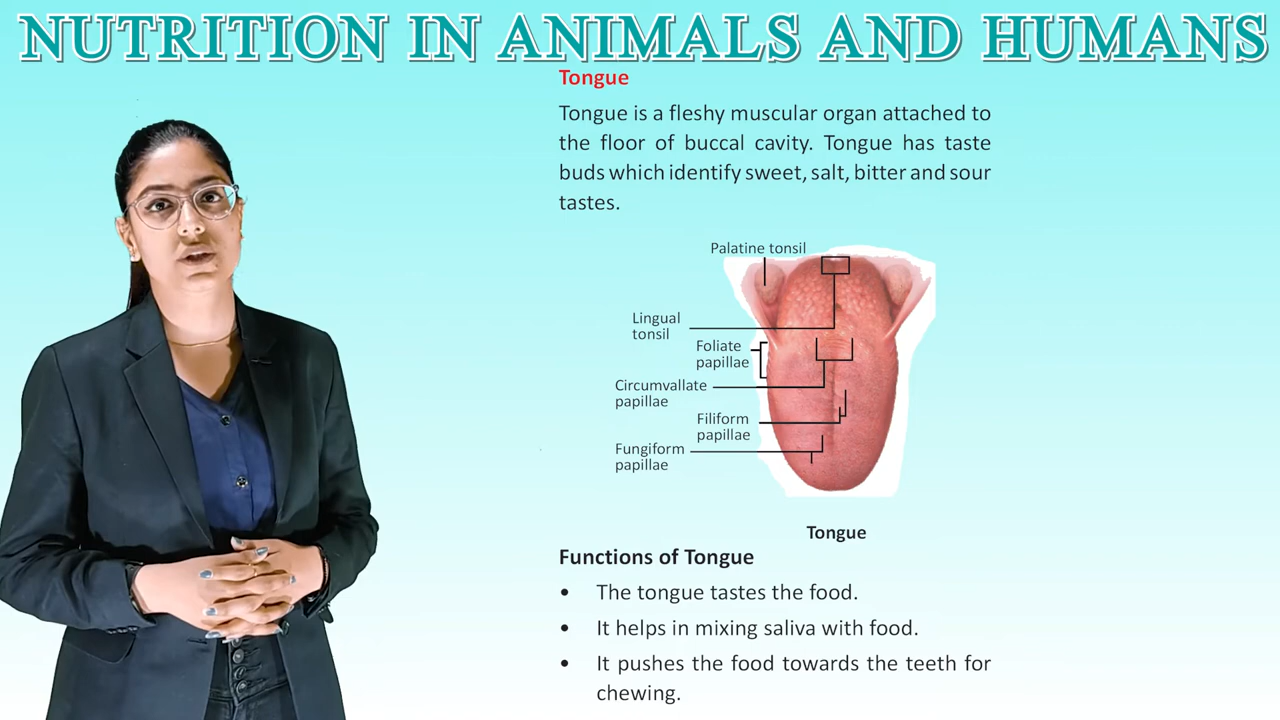 NUTRITION IN ANIMALS AND HUMANS
Tongue
Tongue is a fleshy muscular organ attached to
the floor of buccal cavity. Tongue has taste
buds which identify sweet, salt, bitter and sour
tastes.
Palatine tonsil
Lingual
tonsil
Foliate
papillae
Circumvallate
papillae
Filiform
papillae
Fungiform
papillae
Tongue
Functions of Tongue
• The tongue tastes the food.
• It helps in mixing saliva with food.
• It pushes the food towards the teeth for
chewing.